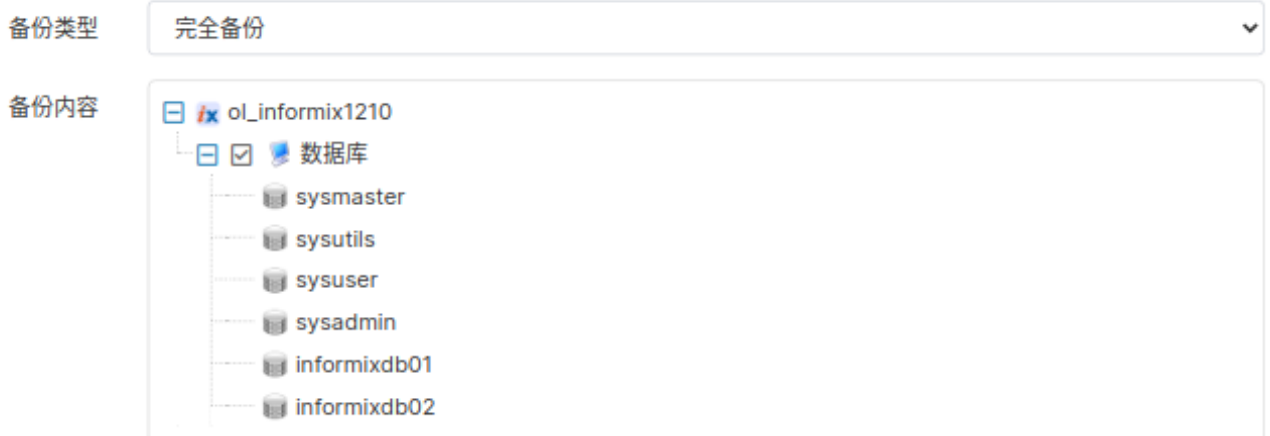 备份类型 完全备份
备份内容
ix ol_informix1210
数据库
sysmaster
sysutils
sysuser
sysadmin
informixdb01
informixdb02